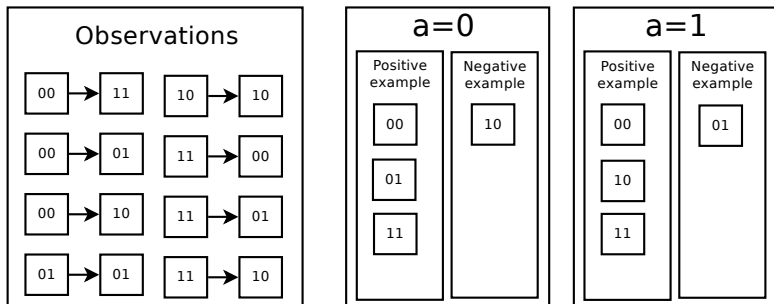 Observations
00 11 10 10
00 01 11 00
00 10 11 01
01 01 11 10
a=0
Positive example
00
01
11
Negative example
10
a=1
Positive example
00
10
11
Negative example
01